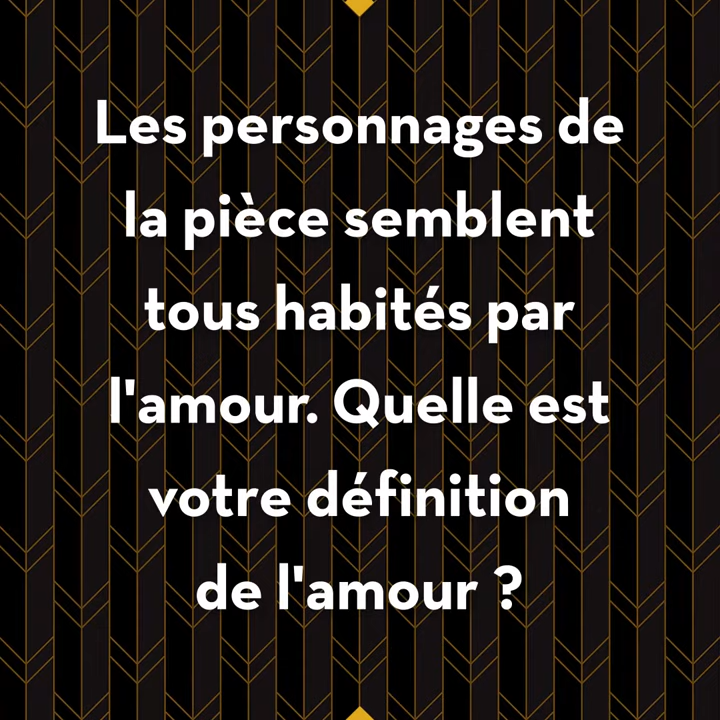 Les personnages de
la pièce semblent
tous habités par
l'amour. Quelle est
votre définition
de l'amour ?